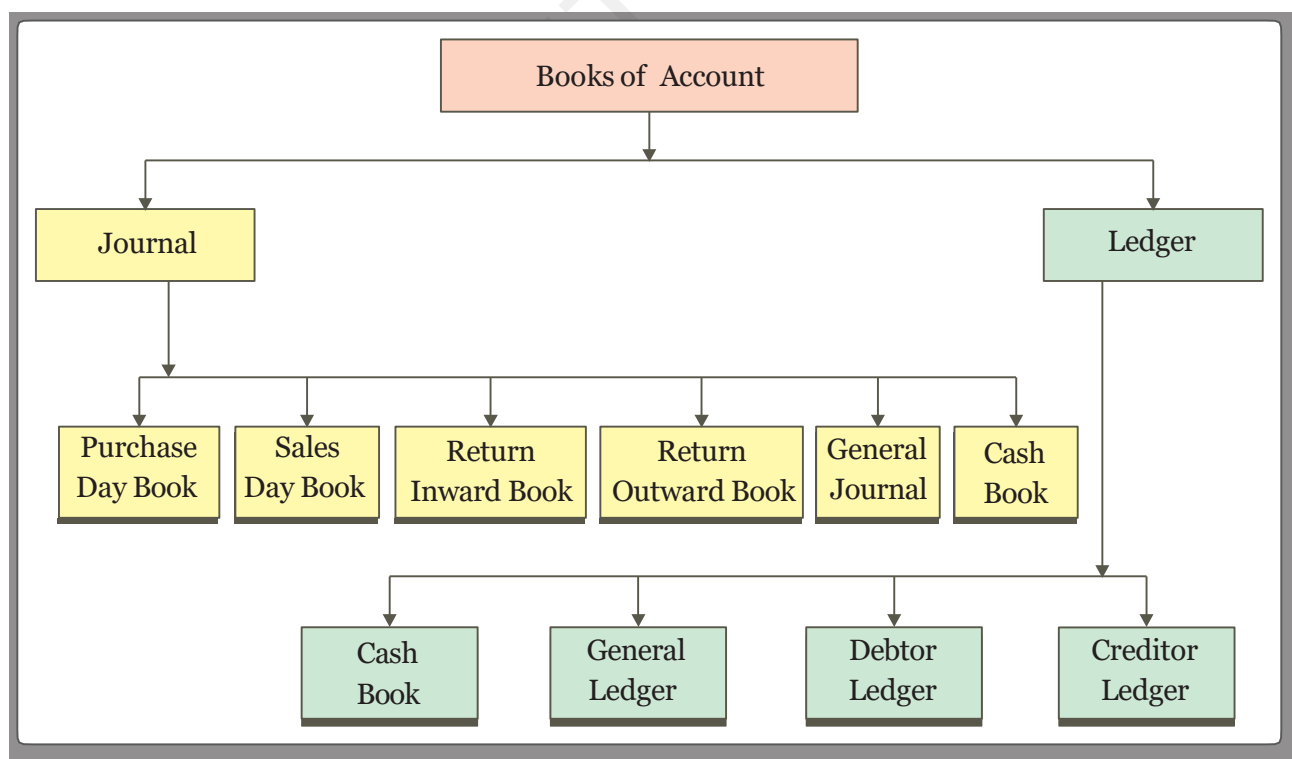 Books of Account
Journal
Ledger
Purchase
Day Book
Sales
Day Book
Return
Inward Book
Return
Outward Book
General
Journal
Cash
Book
Cash
Book
General
Ledger
Debtor
Ledger
Creditor
Ledger